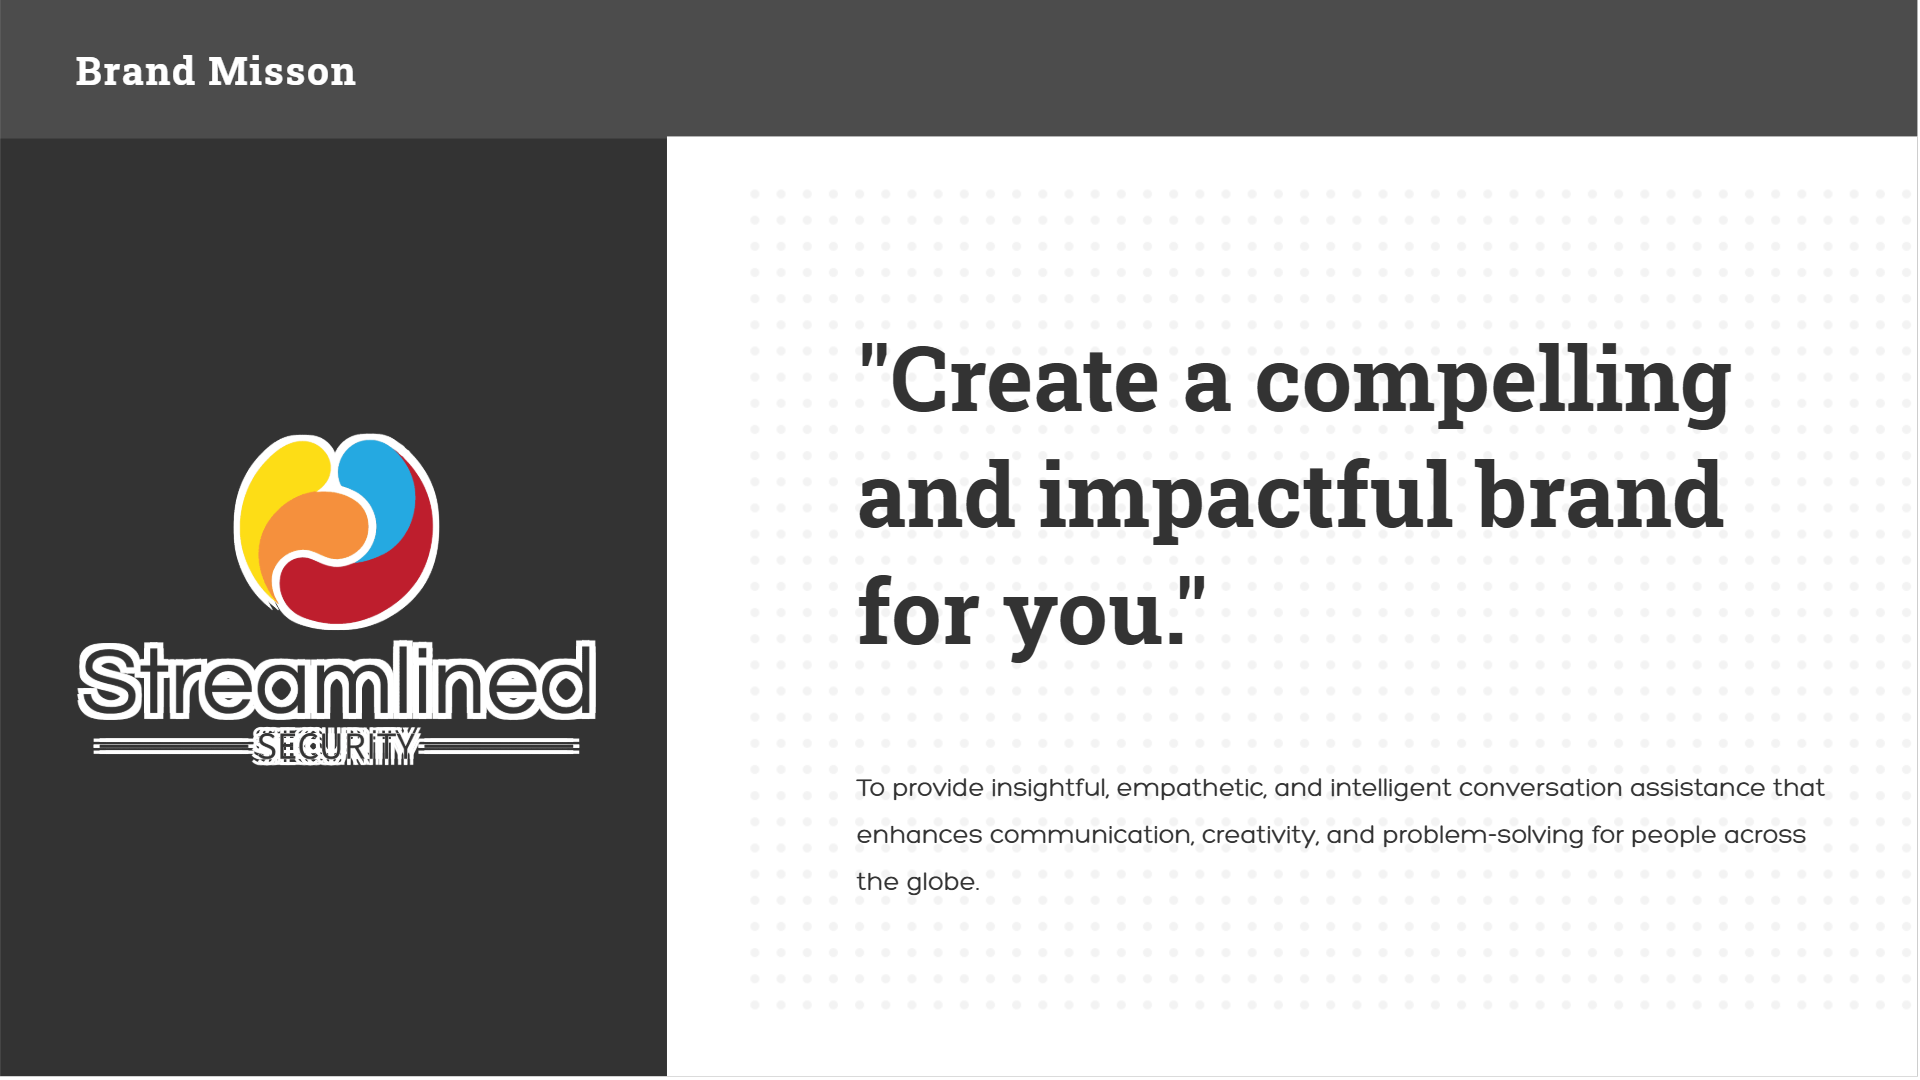 Brand Misson
Streamlined
SECURITY
"Create a compelling
and impactful brand
for you."
To provide insightful, empathetic, and intelligent conversation assistance that
enhances communication, creativity, and problem-solving for people across
the globe.